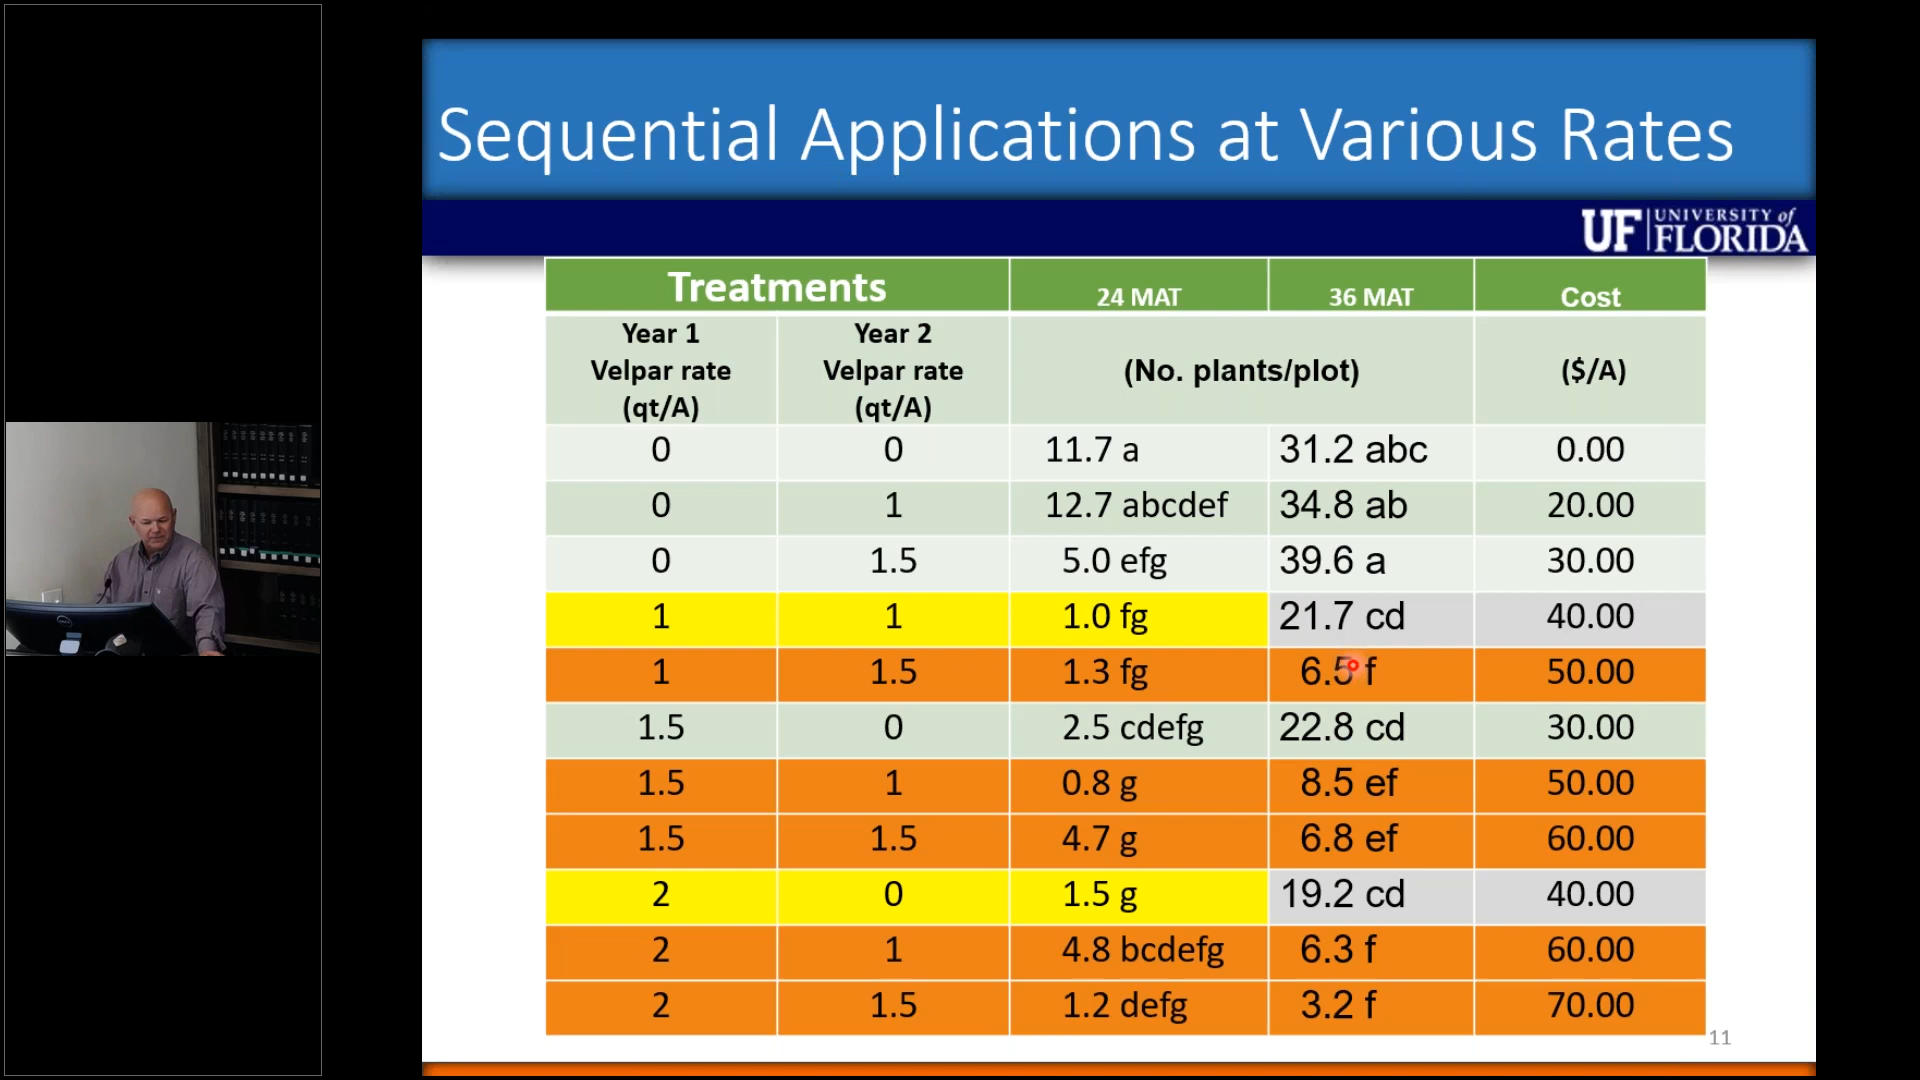 Sequential Applications at Various Rates
UF UNIVERSITY of FLORIDA
Treatments 24 MAT 36 MAT Cost
Year 1 Velpar rate (qt/A) Year 2 Velpar rate (qt/A) (No. plants/plot) ($/A)
0 0 11.7 a 31.2 abc 0.00
0 1 12.7 abcdef 34.8 ab 20.00
0 1.5 5.0 efg 39.6 a 30.00
1 1 1.0 fg 21.7 cd 40.00
1 1.5 1.3 fg 6.5 f 50.00
1.5 0 2.5 cdefg 22.8 cd 30.00
1.5 1 0.8 g 8.5 ef 50.00
1.5 1.5 4.7 g 6.8 ef 60.00
2 0 1.5 g 19.2 cd 40.00
2 1 4.8 bcdefg 6.3 f 60.00
2 1.5 1.2 defg 3.2 f 70.00
11